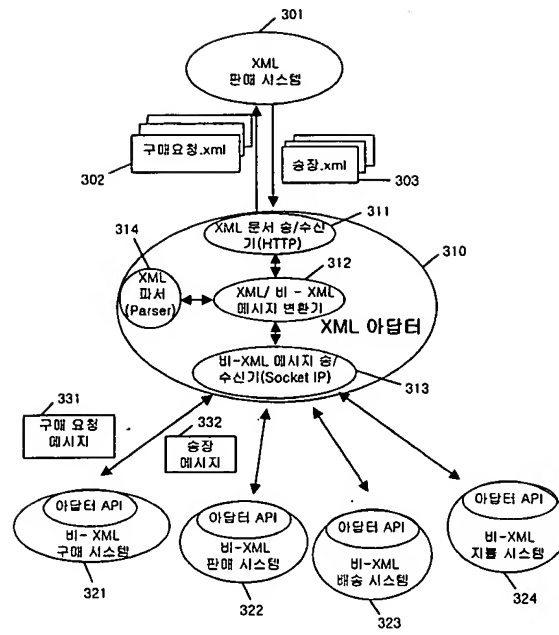 301
XML
판매 시스템
구매요청.xml
302
송장.xml
303
311
XML 문서 송/수신
기(HTTP)
310
314
XML
파서
(Parser)
312
XML/ 비 - XML
메시지 변환기
XML 아답터
비-XML 메시지 송/
수신기(Socket IP)
313
331
구매 요청
메시지
332
송장
메시지
아답터 API
비- XML
구매 시스템
321
아답터 API
비-XML
판매 시스템
322
아답터 API
비-XML
배송 시스템
323
아답터 API
비-XML
지불 시스템
324